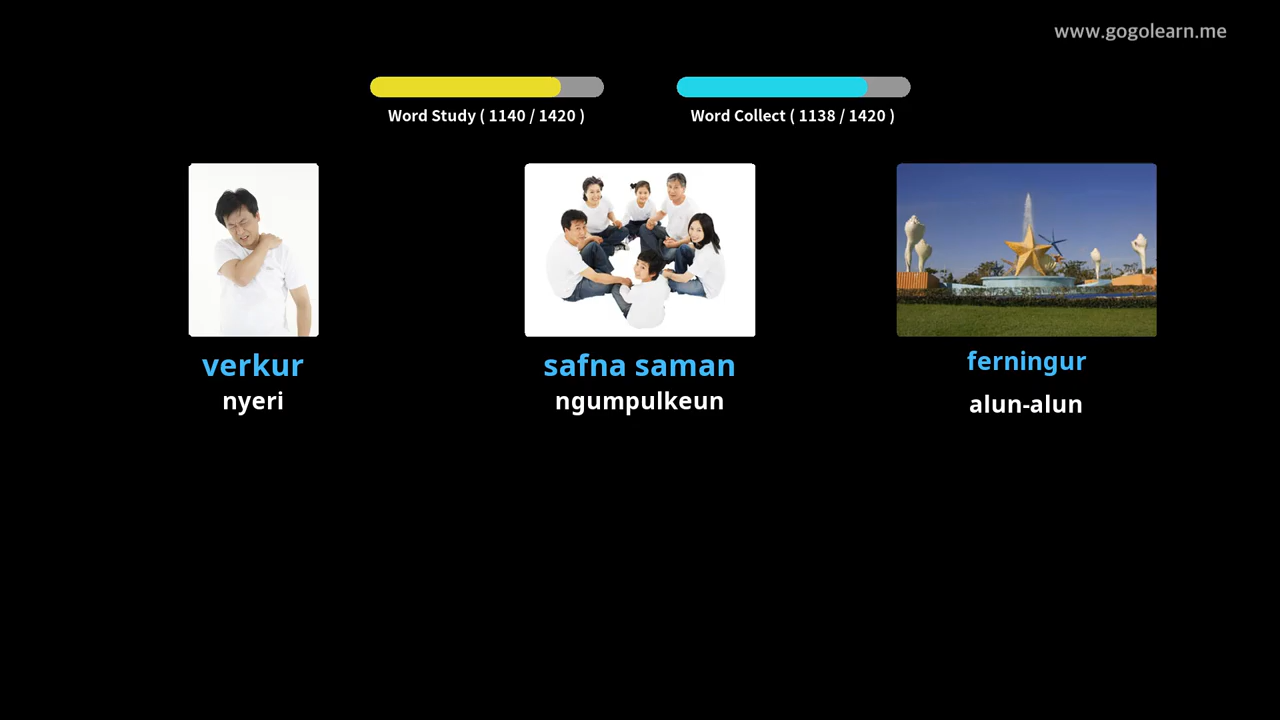 www.gogolearn.me
Word Study ( 1140 / 1420 )
Word Collect ( 1138 / 1420 )
verkur
nyeri
safna saman
ngumpulkeun
ferningur
alun-alun